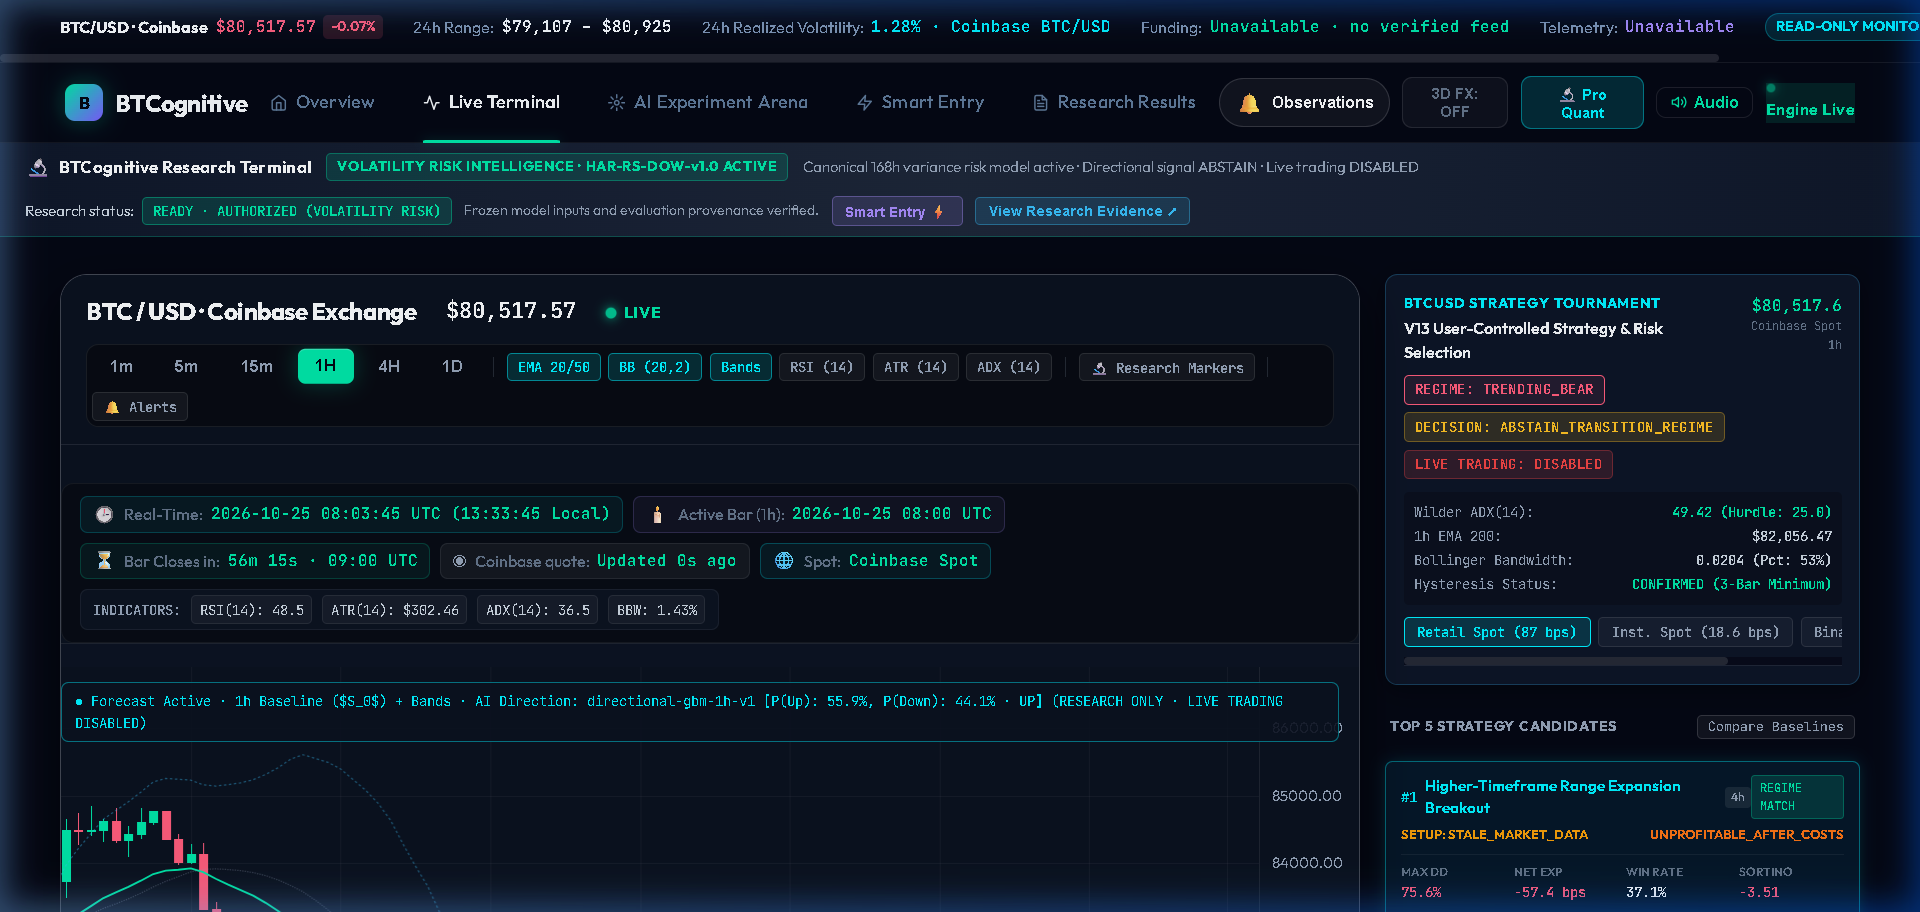 BTC/USD·Coinbase $80,517.57 -0.07% 24h Range: $79,107 - $80,925 24h Realized Volatility: 1.28% · Coinbase BTC/USD Funding: Unavailable · no verified feed Telemetry: Unavailable READ-ONLY MONITO
B BTCognitive Overview Live Terminal AI Experiment Arena Smart Entry Research Results Observations 3D FX: OFF Pro Quant Audio Engine Live
BTCognitive Research Terminal VOLATILITY RISK INTELLIGENCE · HAR-RS-DOW-v1.0 ACTIVE Canonical 168h variance risk model active · Directional signal ABSTAIN · Live trading DISABLED
Research status: READY · AUTHORIZED (VOLATILITY RISK) Frozen model inputs and evaluation provenance verified. Smart Entry View Research Evidence ↗
BTC / USD · Coinbase Exchange $80,517.57 LIVE
1m 5m 15m 1H 4H 1D EMA 20/50 BB (20,2) Bands RSI (14) ATR (14) ADX (14) Research Markers
Alerts
Real-Time: 2026-10-25 08:03:45 UTC (13:33:45 Local) Active Bar (1h): 2026-10-25 08:00 UTC
Bar Closes in: 56m 15s · 09:00 UTC Coinbase quote: Updated 0s ago Spot: Coinbase Spot
INDICATORS: RSI(14): 48.5 ATR(14): $302.46 ADX(14): 36.5 BBW: 1.43%
● Forecast Active · 1h Baseline ($S_0$) + Bands · AI Direction: directional-gbm-1h-v1 [P(Up): 55.9%, P(Down): 44.1% · UP] (RESEARCH ONLY · LIVE TRADING
DISABLED)
86000.00
85000.00
84000.00
BTCUSD STRATEGY TOURNAMENT $80,517.6
V13 User-Controlled Strategy & Risk Coinbase Spot
Selection 1h
REGIME: TRENDING_BEAR
DECISION: ABSTAIN_TRANSITION_REGIME
LIVE TRADING: DISABLED
Wilder ADX(14): 49.42 (Hurdle: 25.0)
1h EMA 200: $82,056.47
Bollinger Bandwidth: 0.0204 (Pct: 53%)
Hysteresis Status: CONFIRMED (3-Bar Minimum)
Retail Spot (87 bps) Inst. Spot (18.6 bps) Bina
TOP 5 STRATEGY CANDIDATES Compare Baselines
#1 Higher-Timeframe Range Expansion 4h REGIME
Breakout MATCH
SETUP: STALE_MARKET_DATA UNPROFITABLE_AFTER_COSTS
MAX DD NET EXP WIN RATE SORTINO
75.6% -57.4 bps 37.1% -3.51